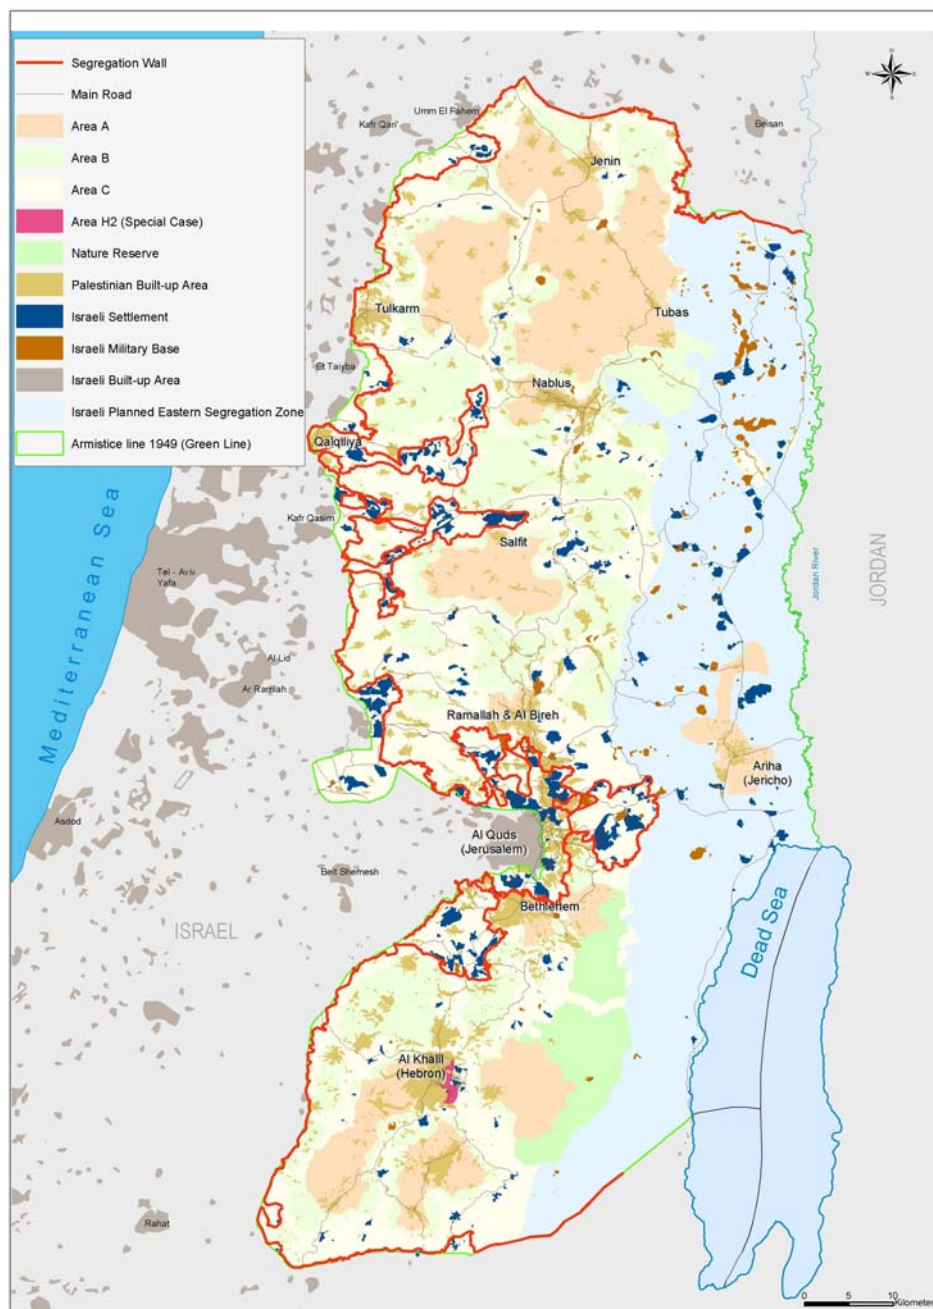 Segregation Wall
Main Road
Area A
Area B
Area C
Area H2 (Special Case)
Nature Reserve
Palestinian Built-up Area
Israeli Settlement
Israeli Military Base
Israeli Built-up Area
Israeli Planned Eastern Segregation Zone
Armistice line 1949 (Green Line)
Umm El Fahem
Beisan
Jenin
Tulkarm
Tubas
Et Taiyba
Nablus
Qalqiliya
Kafr Qasim
Salfit
Mediterranean Sea
Tel - Aviv
Yafa
Jordan River
JORDAN
Al Lid
Ar Ramlah
Ramallah & Al Bireh
Ariha
(Jericho)
Asdod
Al Quds
(Jerusalem)
Beit Shemesh
Bethlehem
ISRAEL
Dead Sea
Al Khalil
(Hebron)
Rahat
0 5 10
Kilometer